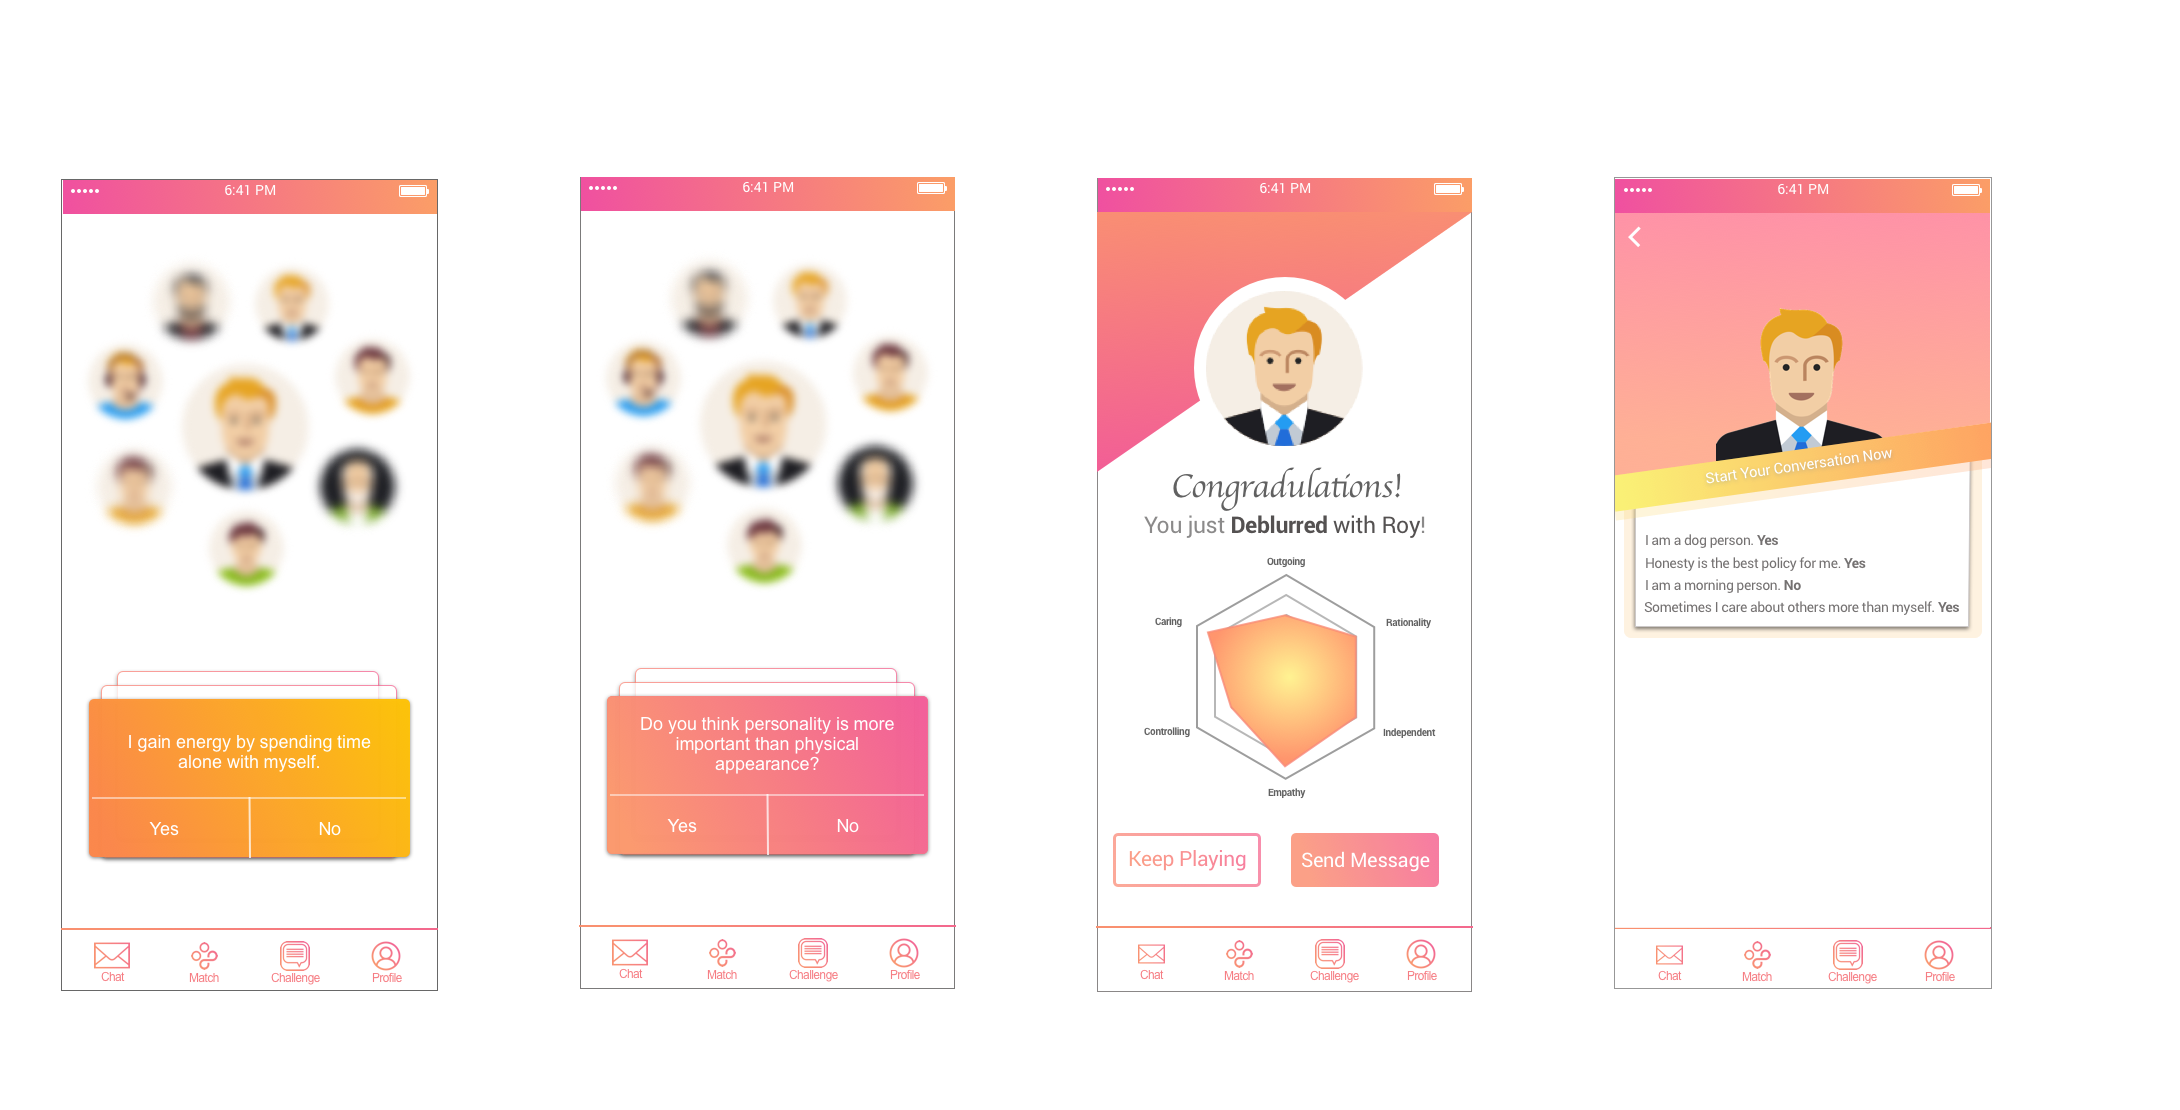 6:41 PM
I gain energy by spending time
alone with myself.
Yes
No
Chat
Match
Challenge
Profile
6:41 PM
Do you think personality is more
important than physical
appearance?
Yes
No
Chat
Match
Challenge
Profile
6:41 PM
Congradulations!
You just Deblurred with Roy!
Outgoing
Caring
Rationality
Controlling
Independent
Empathy
Keep Playing
Send Message
Chat
Match
Challenge
Profile
6:41 PM
Start Your Conversation Now
I am a dog person. Yes
Honesty is the best policy for me. Yes
I am a morning person. No
Sometimes I care about others more than myself. Yes
Chat
Match
Challenge
Profile